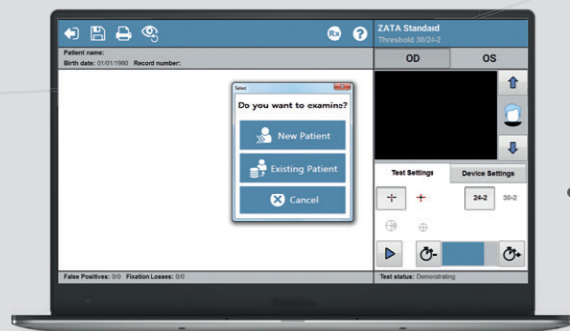 Rx
?
ZATA Standard
Threshold 30/24-2
Patient name:
Birth date: 01/01/1980 Record number:
OD
OS
Select
Do you want to examine?
New Patient
Existing Patient
Cancel
Test Settings
Device Settings
24-2
30-2
False Positives: 0/0 Fixation Losses: 0/0
Test status: Demonstrating